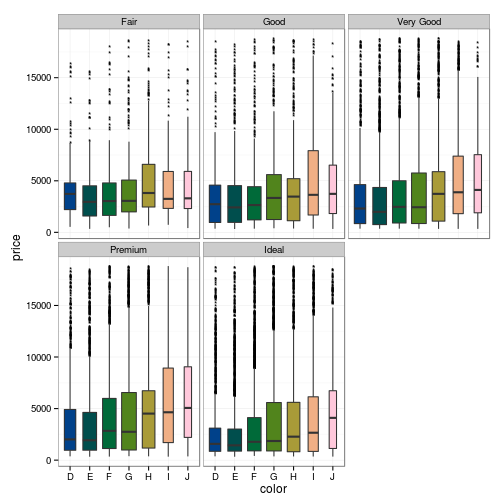 Fair Good Very Good
15000
10000
5000
0
Premium Ideal
15000
10000
5000
0
D E F G H I J D E F G H I J
price
color